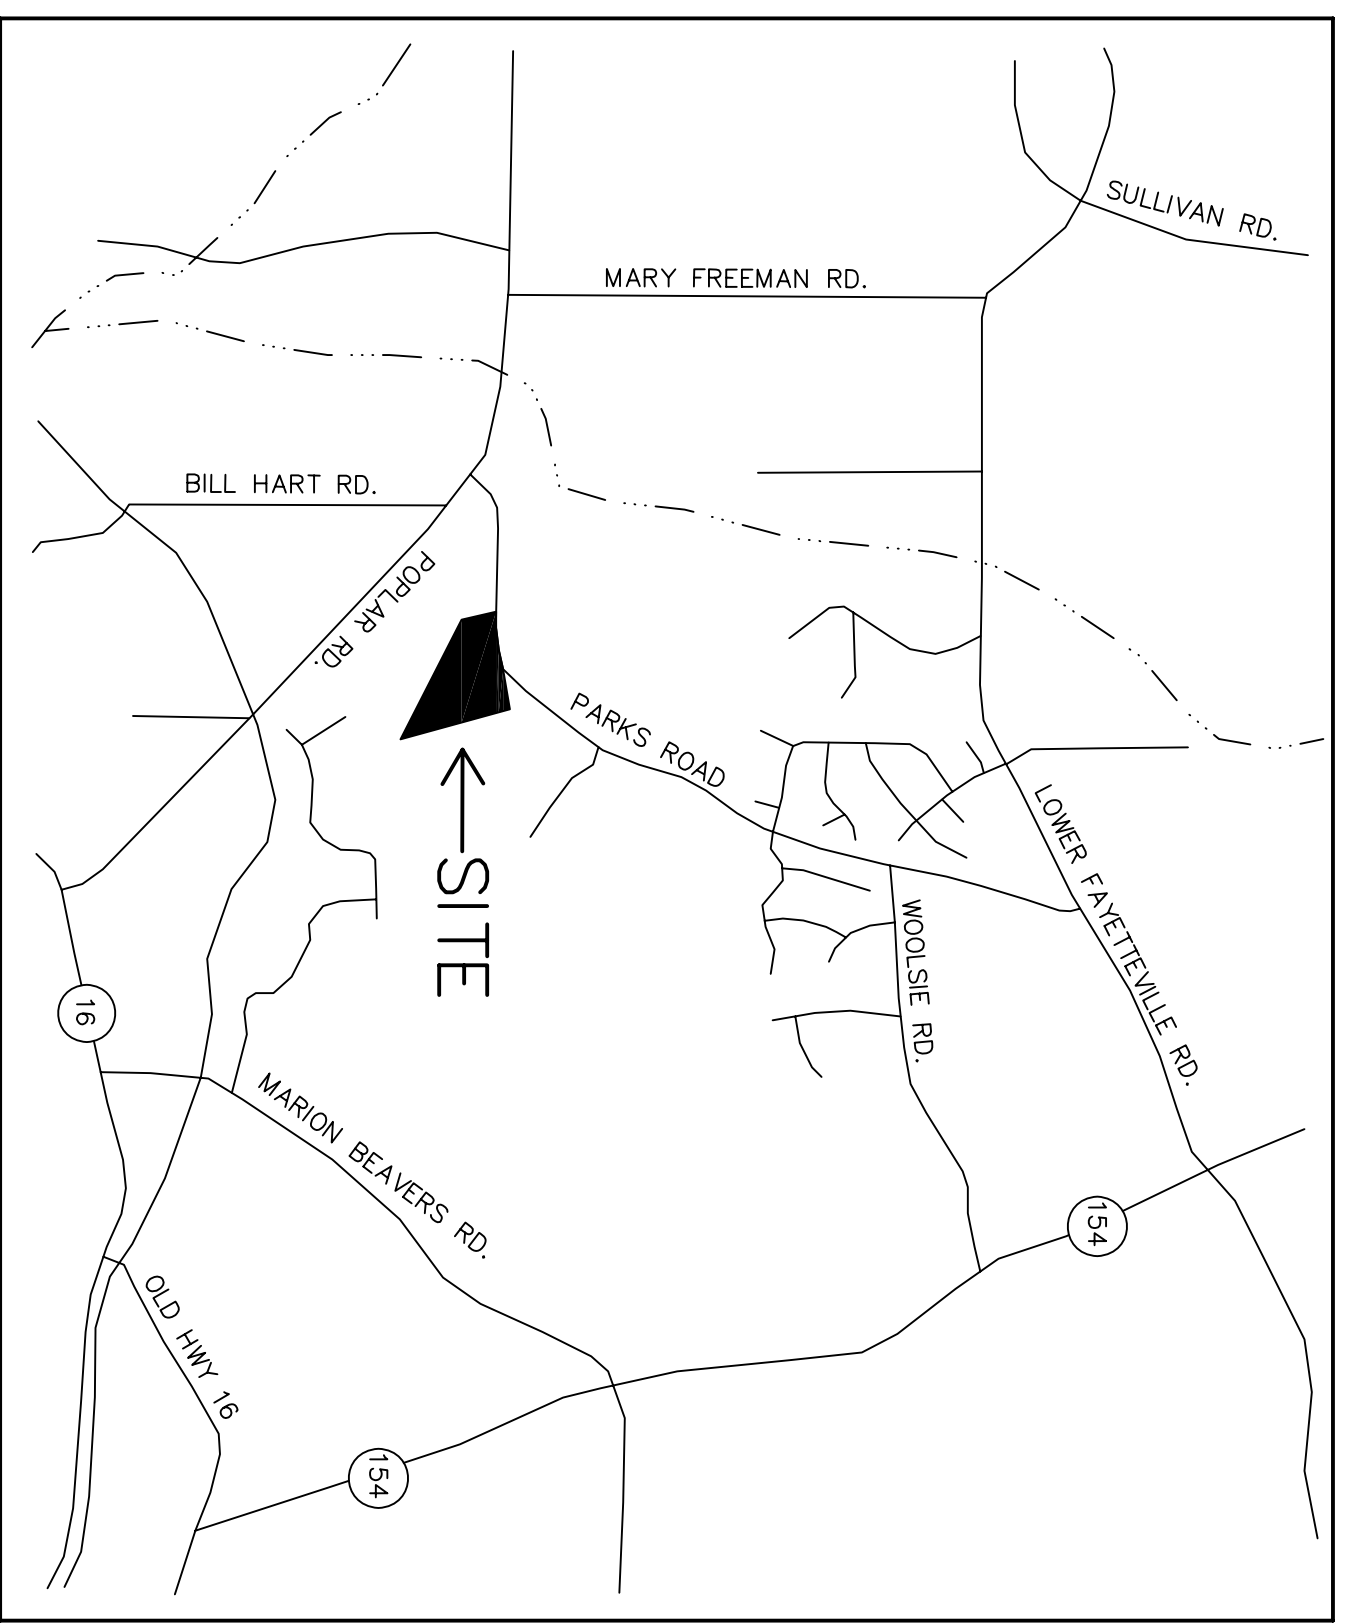 SULLIVAN RD.
MARY FREEMAN RD.
BILL HART RD.
POPLAR RD.
PARKS ROAD
LOWER FAYETTEVILLE RD.
SITE
WOOLSIE RD.
16
MARION BEAVERS RD.
154
OLD HWY 16
154